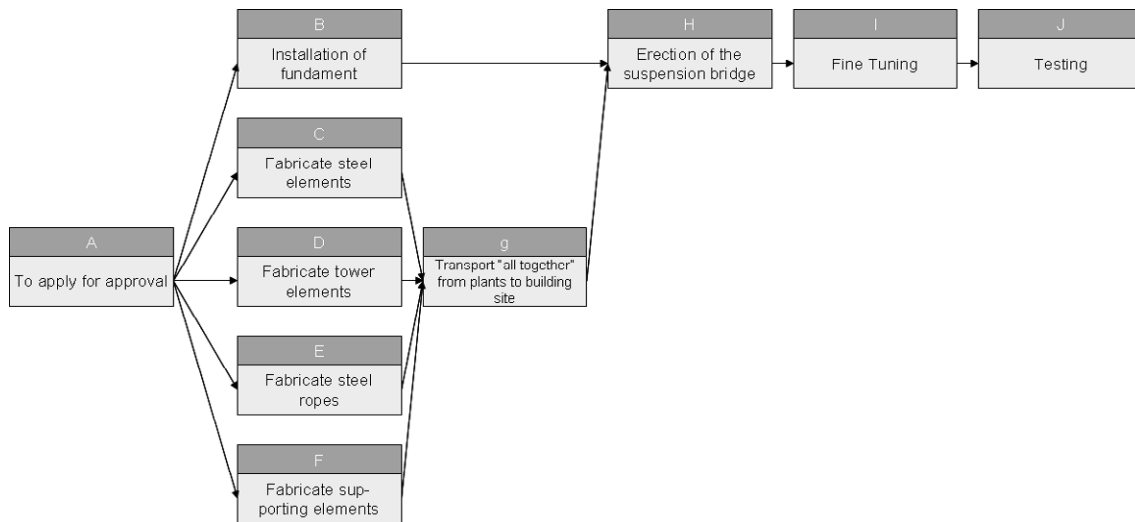 B
Installation of
fundament
H
Erection of the
suspension bridge
I
Fine Tuning
J
Testing
C
Fabricate steel
elements
A
To apply for approval
D
Fabricate tower
elements
g
Transport "all together"
from plants to building
site
E
Fabricate steel
ropes
F
Fabricate sup-
porting elements